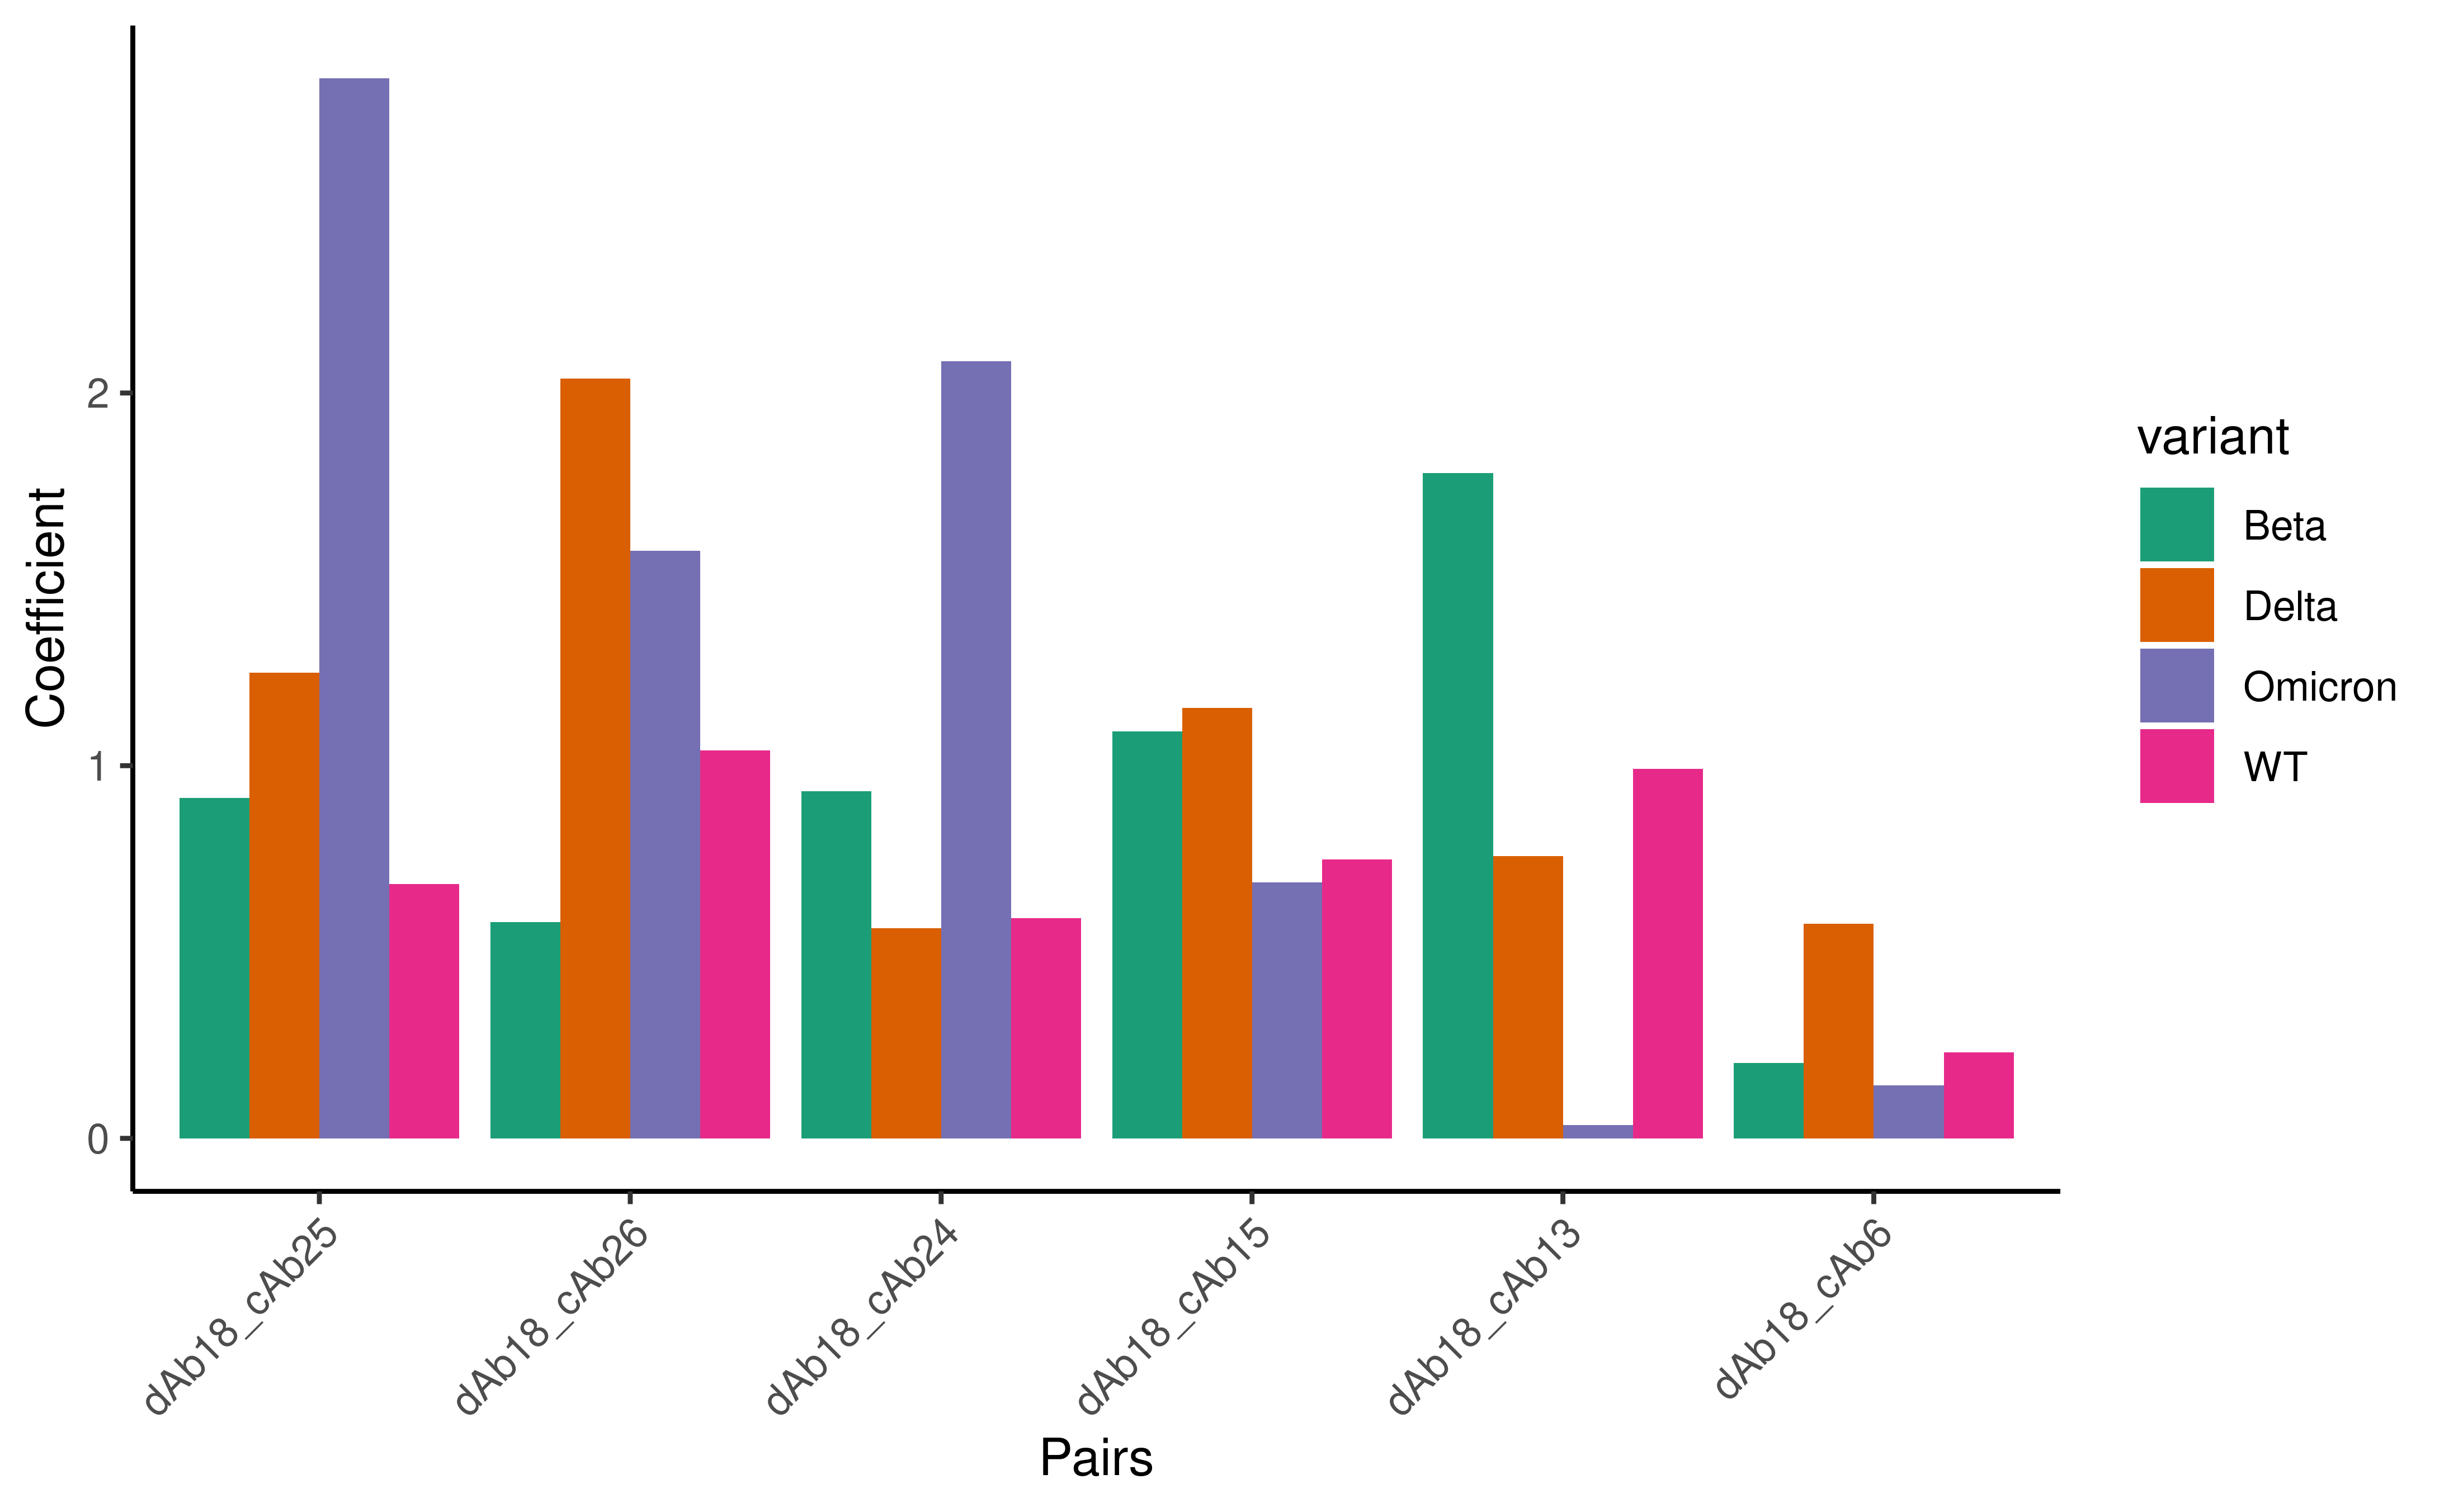 Coefficient
2
1
0
dAb18_cAb25
dAb18_cAb26
dAb18_cAb24
dAb18_cAb15
dAb18_cAb13
dAb18_cAb6
Pairs
variant
Beta
Delta
Omicron
WT